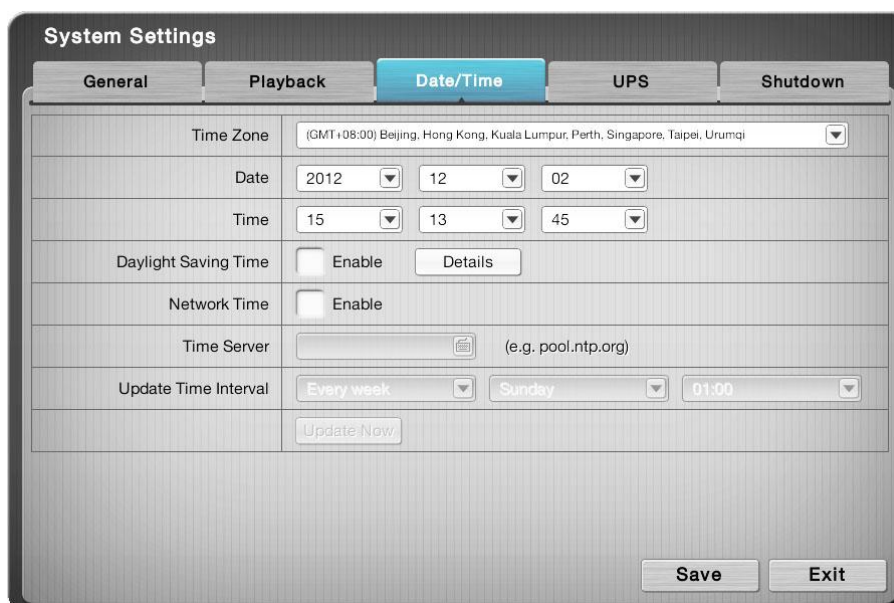 System Settings
General Playback Date/Time UPS Shutdown
Time Zone (GMT+08:00) Beijing, Hong Kong, Kuala Lumpur, Perth, Singapore, Taipei, Urumqi
Date 2012 12 02
Time 15 13 45
Daylight Saving Time Enable Details
Network Time Enable
Time Server (e.g. pool.ntp.org)
Update Time Interval Every week Sunday 01:00
Update Now
Save Exit